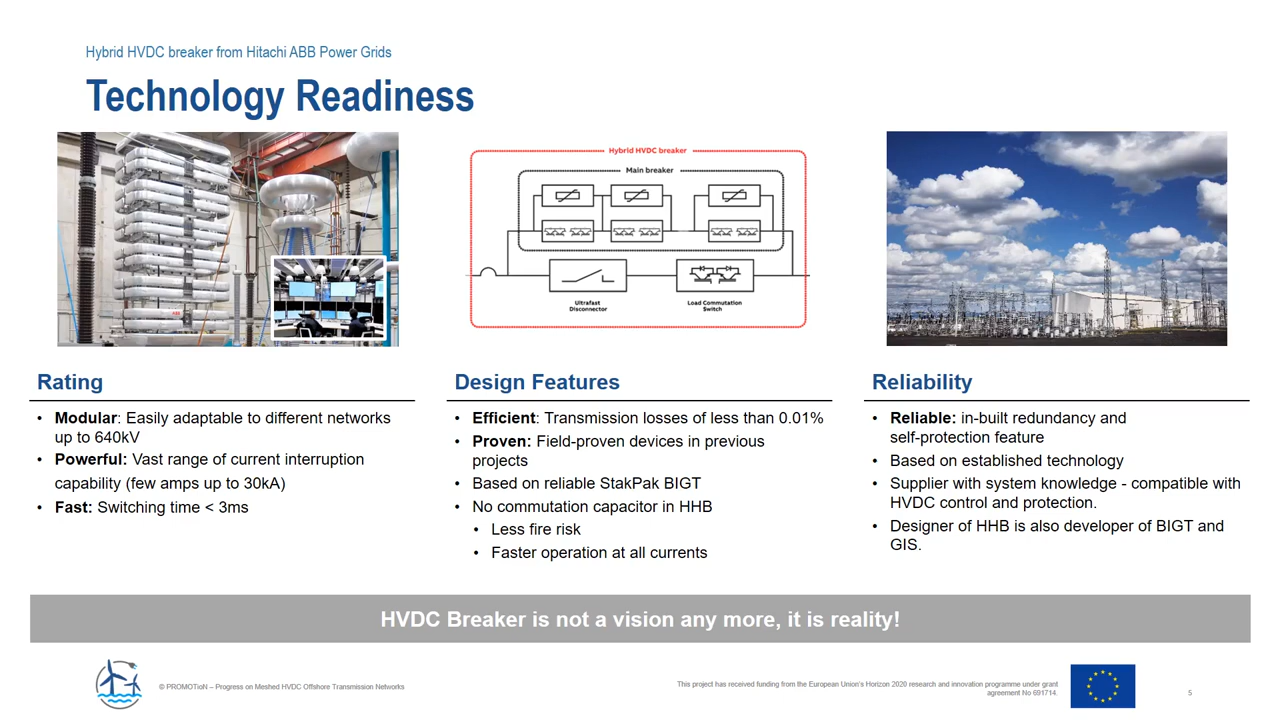 Hybrid HVDC breaker from Hitachi ABB Power Grids
Technology Readiness
ABB
Hybrid HVDC breaker
Main breaker
Ultrafast
Disconnector
Load Commutation
Switch
Rating
• Modular: Easily adaptable to different networks
up to 640kV
• Powerful: Vast range of current interruption
capability (few amps up to 30kA)
• Fast: Switching time < 3ms
Design Features
• Efficient: Transmission losses of less than 0.01%
• Proven: Field-proven devices in previous
projects
• Based on reliable StakPak BIGT
• No commutation capacitor in HHB
• Less fire risk
• Faster operation at all currents
Reliability
• Reliable: in-built redundancy and
self-protection feature
• Based on established technology
• Supplier with system knowledge - compatible with
HVDC control and protection.
• Designer of HHB is also developer of BIGT and
GIS.
HVDC Breaker is not a vision any more, it is reality!
© PROMOTioN – Progress on Meshed HVDC Offshore Transmission Networks
This project has received funding from the European Union's Horizon 2020 research and innovation programme under grant
agreement No 691714.
5